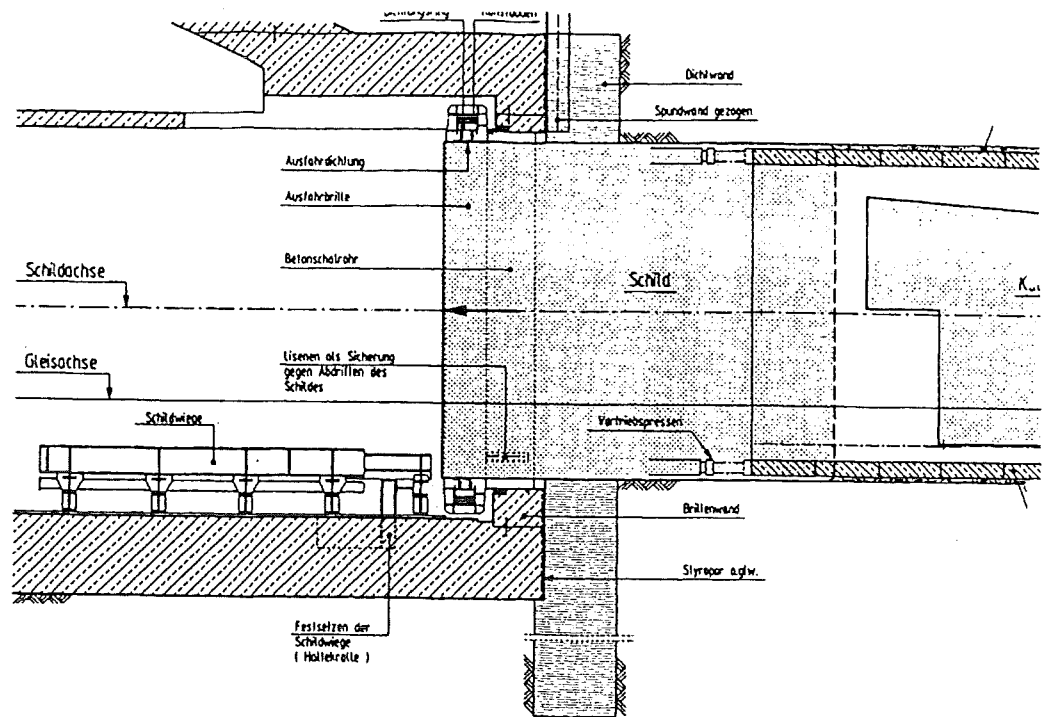 Dichtwand
Spundwand gezogen
Ausfahrdichtung
Ausfahrbrille
Betonschalrohr
Schildachse
Schild
Lisenen als Sicherung
gegen Abdriften des
Schildes
Gleisachse
Schildwiege
Vortriebspressen
Brillenwand
Styropor o.glw.
Festsetzen der
Schildwiege
( Haltekralle )